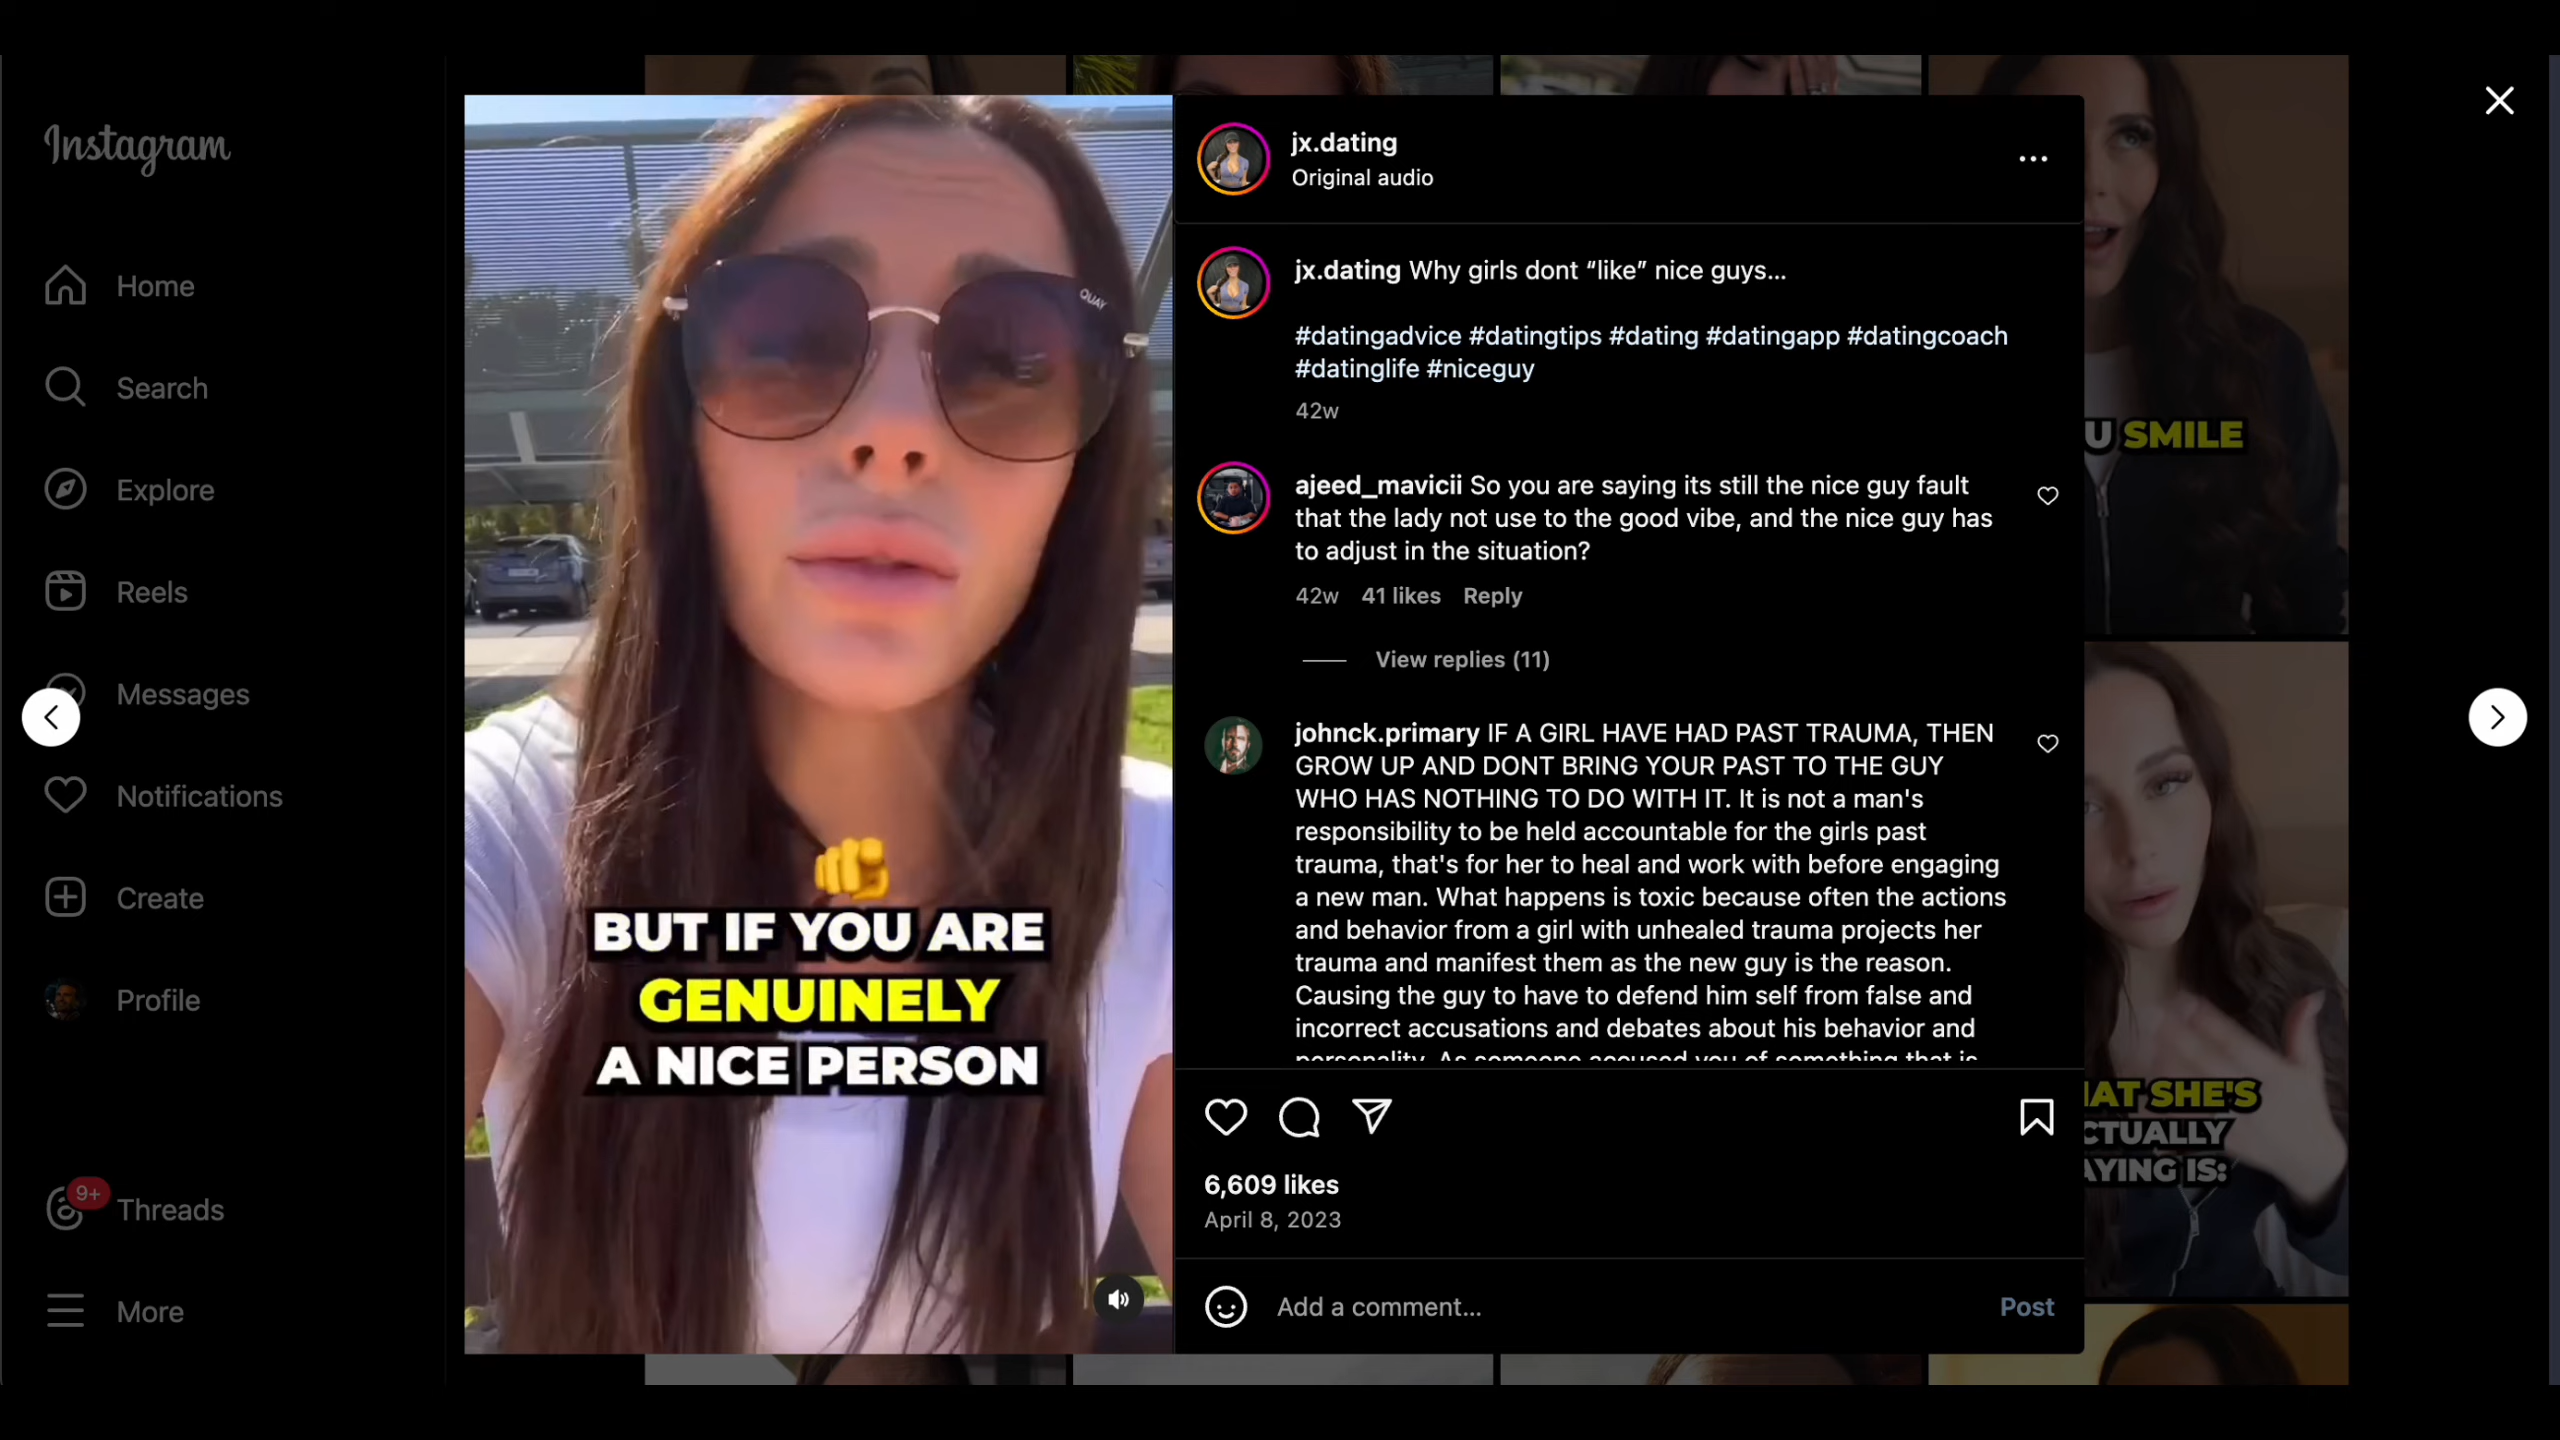 Instagram
Home
Search
Explore
Reels
Messages
Notifications
Create
Profile
9+
Threads
More
QUAY
BUT IF YOU ARE
GENUINELY
A NICE PERSON
jx.dating
Original audio
jx.dating Why girls dont “like” nice guys...
#datingadvice #datingtips #dating #datingapp #datingcoach
#datinglife #niceguy
42w
ajeed_mavicii So you are saying its still the nice guy fault
that the lady not use to the good vibe, and the nice guy has
to adjust in the situation?
42w 41 likes Reply
View replies (11)
johnck.primary IF A GIRL HAVE HAD PAST TRAUMA, THEN
GROW UP AND DONT BRING YOUR PAST TO THE GUY
WHO HAS NOTHING TO DO WITH IT. It is not a man's
responsibility to be held accountable for the girls past
trauma, that's for her to heal and work with before engaging
a new man. What happens is toxic because often the actions
and behavior from a girl with unhealed trauma projects her
trauma and manifest them as the new guy is the reason.
Causing the guy to have to defend him self from false and
incorrect accusations and debates about his behavior and
personality. As someone accused you of something that is
6,609 likes
April 8, 2023
Add a comment...
Post
U SMILE
AT SHE'S
CTUALLY
AYING IS: